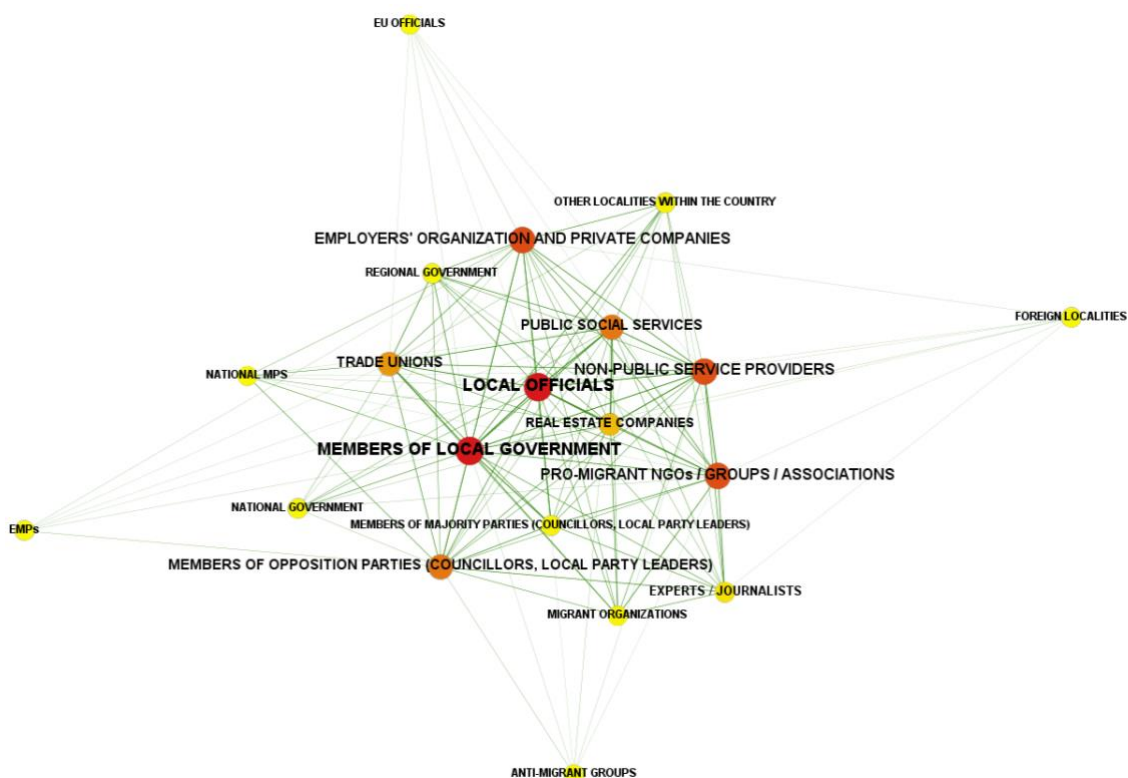 EU OFFICIALS
OTHER LOCALITIES WITHIN THE COUNTRY
EMPLOYERS' ORGANIZATION AND PRIVATE COMPANIES
REGIONAL GOVERNMENT
FOREIGN LOCALITIES
PUBLIC SOCIAL SERVICES
TRADE UNIONS
NON-PUBLIC SERVICE PROVIDERS
NATIONAL MPS
LOCAL OFFICIALS
REAL ESTATE COMPANIES
MEMBERS OF LOCAL GOVERNMENT
PRO-MIGRANT NGOs / GROUPS / ASSOCIATIONS
NATIONAL GOVERNMENT
MEMBERS OF MAJORITY PARTIES (COUNCILLORS, LOCAL PARTY LEADERS)
EMPs
MEMBERS OF OPPOSITION PARTIES (COUNCILLORS, LOCAL PARTY LEADERS)
EXPERTS / JOURNALISTS
MIGRANT ORGANIZATIONS
ANTI-MIGRANT GROUPS